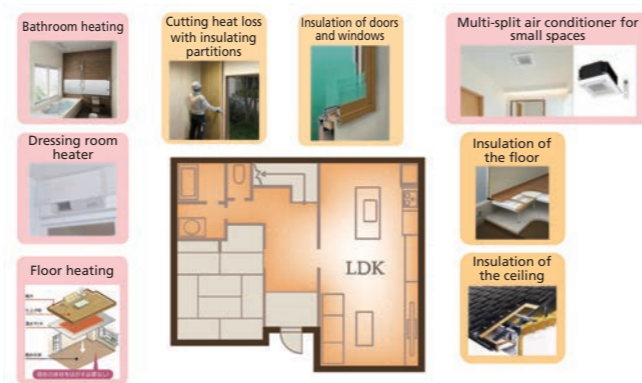 Bathroom heating
Cutting heat loss
with insulating
partitions
Insulation of doors
and windows
Multi-split air conditioner for
small spaces
Dressing room
heater
Insulation of
the floor
Floor heating
LDK
Insulation of
the ceiling